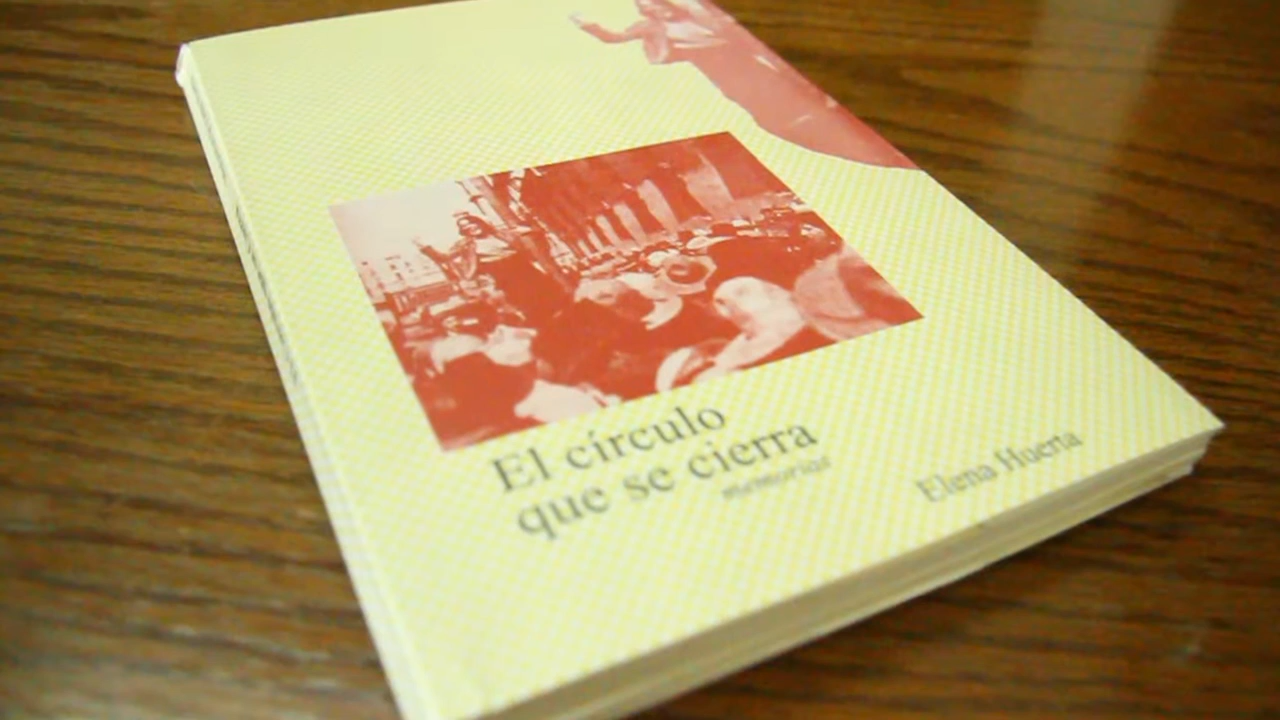 El círculo
que se cierra
memorias
Elena Huerta